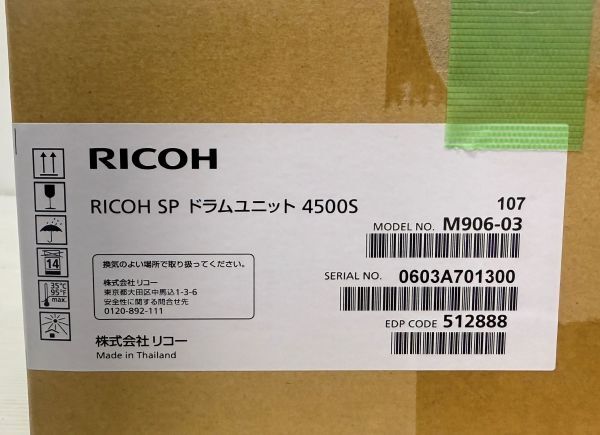 RICOH
RICOH SP ドラムユニット 4500S
107
MODEL NO. M906-03
SERIAL NO. 0603A701300
EDP CODE 512888
14
35℃
95℉
max.
換気のよい場所で取り扱ってください。
株式会社リコー
東京都大田区中馬込1-3-6
安全性に関する問合せ先
0120-892-111
株式会社 リコー
Made in Thailand